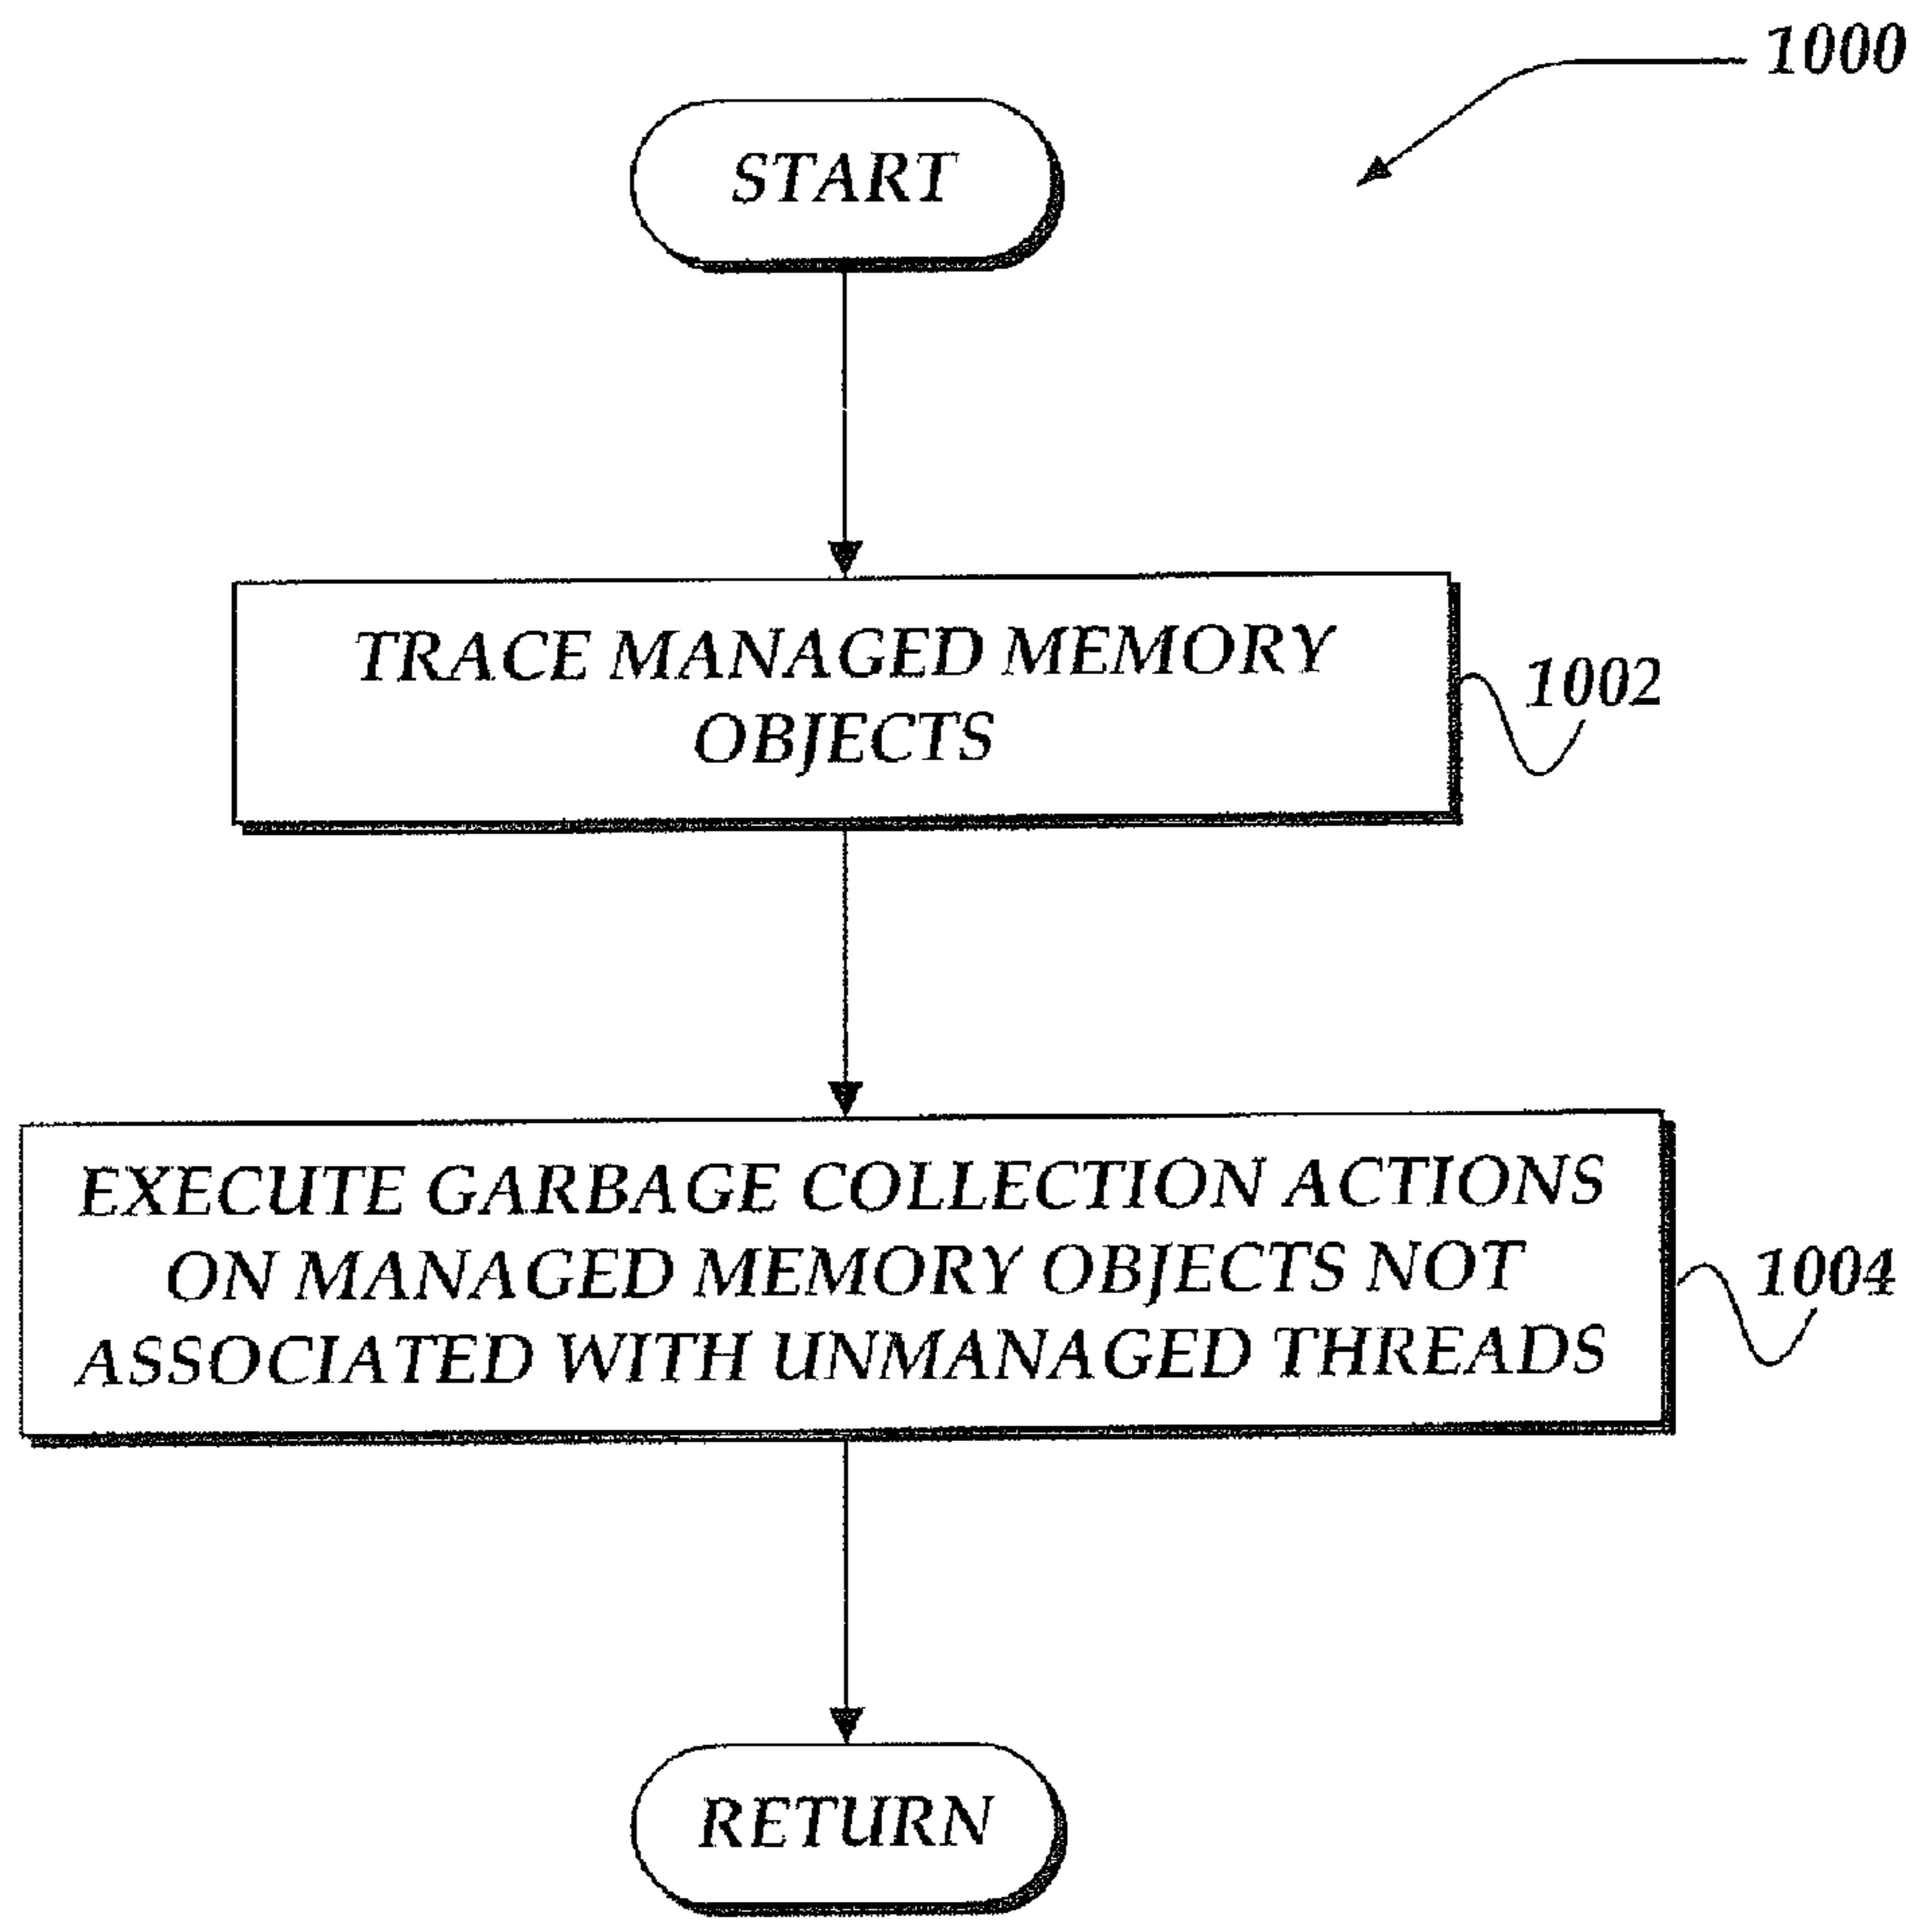 1000
START
TRACE MANAGED MEMORY
OBJECTS
1002
EXECUTE GARBAGE COLLECTION ACTIONS
ON MANAGED MEMORY OBJECTS NOT
ASSOCIATED WITH UNMANAGED THREADS
1004
RETURN